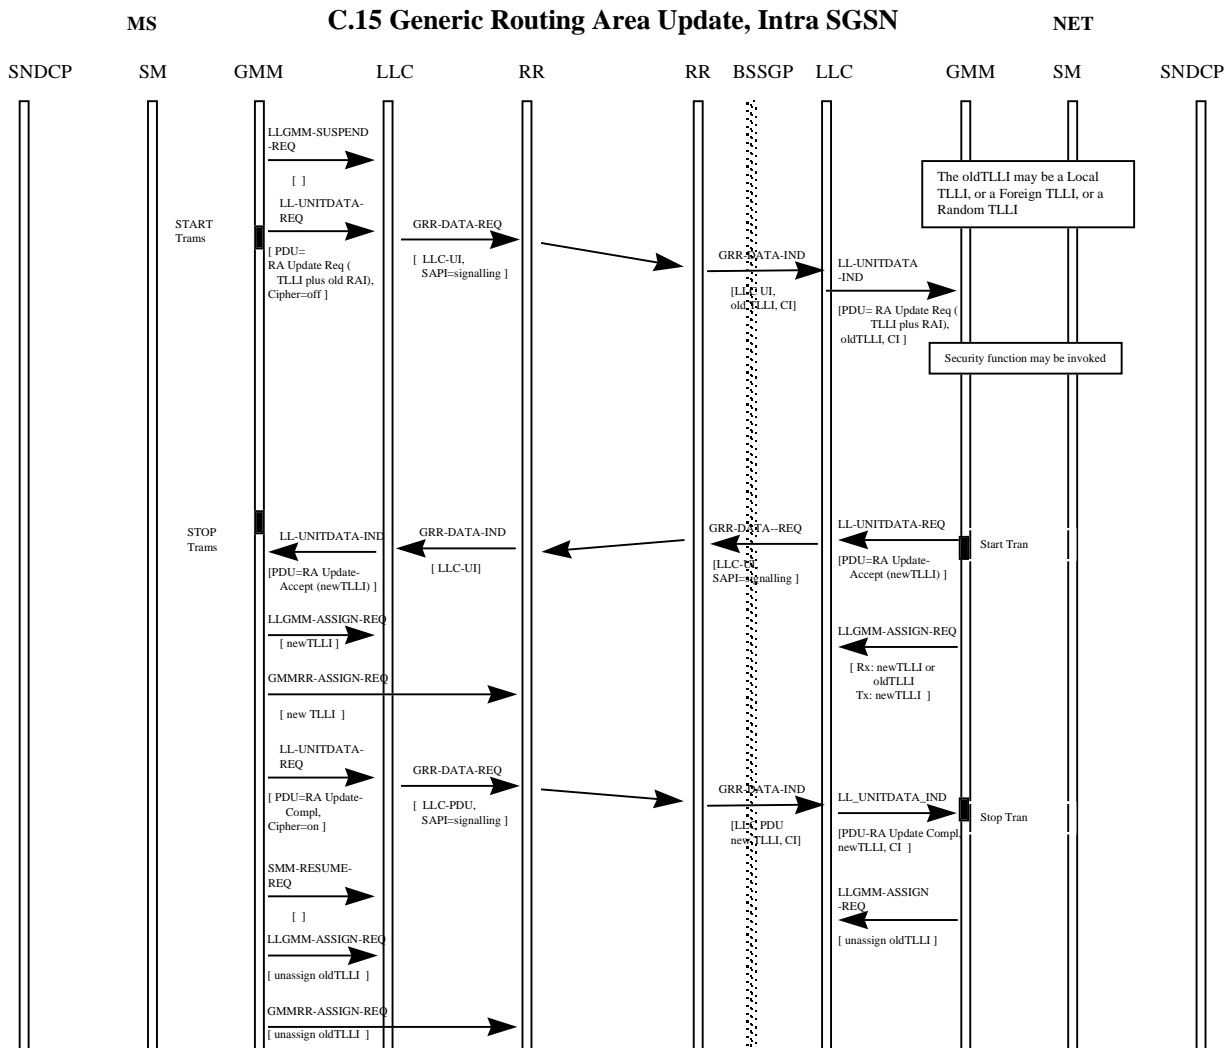 C.15 Generic Routing Area Update, Intra SGSN
MS
NET
SNDCP
SM
GMM
LLC
RR
RR
BSSGP
LLC
GMM
SM
SNDCP
LLGMM-SUSPEND
-REQ
[ ]
START
Trams
LL-UNITDATA-
REQ
[ PDU=
RA Update Req (
TLLI plus old RAI),
Cipher=off ]
GRR-DATA-REQ
[ LLC-UI,
SAPI=signalling ]
GRR-DATA-IND
[LLC UI,
old TLLI, CI]
LL-UNITDATA
-IND
[PDU= RA Update Req (
TLLI plus RAI),
oldTLLI, CI ]
The oldTLLI may be a Local
TLLI, or a Foreign TLLI, or a
Random TLLI
Security function may be invoked
STOP
Trams
LL-UNITDATA-IND
[PDU=RA Update-
Accept (newTLLI) ]
GRR-DATA-IND
[ LLC-UI]
GRR-DATA--REQ
[LLC-UI,
SAPI=signalling ]
LL-UNITDATA-REQ
[PDU=RA Update-
Accept (newTLLI) ]
Start Tran
LLGMM-ASSIGN-REQ
[ newTLLI ]
LLGMM-ASSIGN-REQ
[ Rx: newTLLI or
oldTLLI
Tx: newTLLI ]
GMMRR-ASSIGN-REQ
[ new TLLI ]
LL-UNITDATA-
REQ
[ PDU=RA Update-
Compl,
Cipher=on ]
GRR-DATA-REQ
[ LLC-PDU,
SAPI=signalling ]
GRR-DATA-IND
[LLC PDU
new TLLI, CI]
LL_UNITDATA_IND
[PDU-RA Update Compl,
newTLLI, CI ]
Stop Tran
SMM-RESUME-
REQ
[ ]
LLGMM-ASSIGN
-REQ
[ unassign oldTLLI ]
LLGMM-ASSIGN-REQ
[ unassign oldTLLI ]
GMMRR-ASSIGN-REQ
[ unassign oldTLLI ]